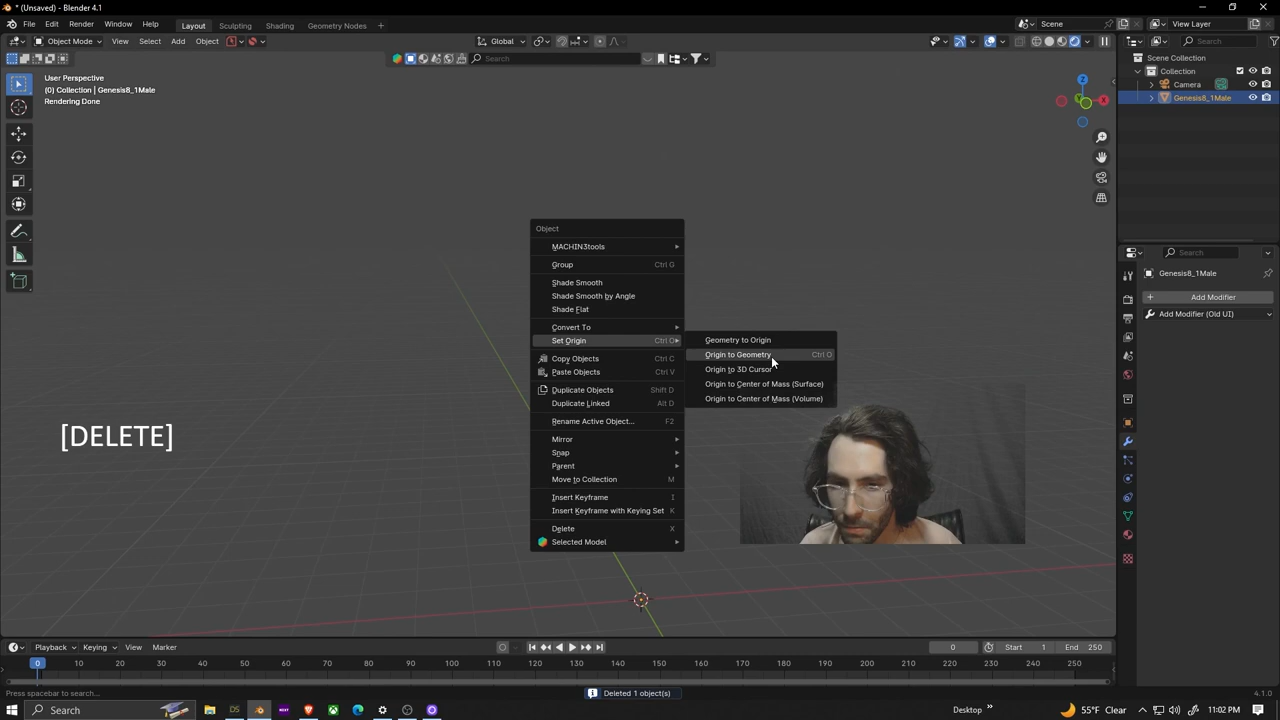 * (Unsaved) - Blender 4.1
File Edit Render Window Help Layout Sculpting Shading Geometry Nodes + Scene View Layer
Object Mode View Select Add Object Global Search
Search
User Perspective
(0) Collection | Genesis8_1Male
Rendering Done
Scene Collection
Collection
Camera
Genesis8_1Male
X
Search
Genesis8_1Male
+ Add Modifier
Add Modifier (Old UI)
Object
MACHIN3tools
Group Ctrl G
Shade Smooth
Shade Smooth by Angle
Shade Flat
Convert To
Set Origin Ctrl O
Copy Objects Ctrl C
Paste Objects Ctrl V
Duplicate Objects Shift D
Duplicate Linked Alt D
Rename Active Object... F2
Mirror
Snap
Parent
Move to Collection M
Insert Keyframe I
Insert Keyframe with Keying Set K
Delete X
Selected Model
Geometry to Origin
Origin to Geometry Ctrl O
Origin to 3D Cursor
Origin to Center of Mass (Surface)
Origin to Center of Mass (Volume)
[DELETE]
Playback Keying View Marker 0 Start 1 End 250
0 10 20 30 40 50 60 70 80 90 100 110 120 130 140 150 160 170 180 190 200 210 220 230 240 250
Press spacebar to search... Deleted 1 object(s) 4.1.0
Search DS Desktop 55°F Clear 11:02 PM